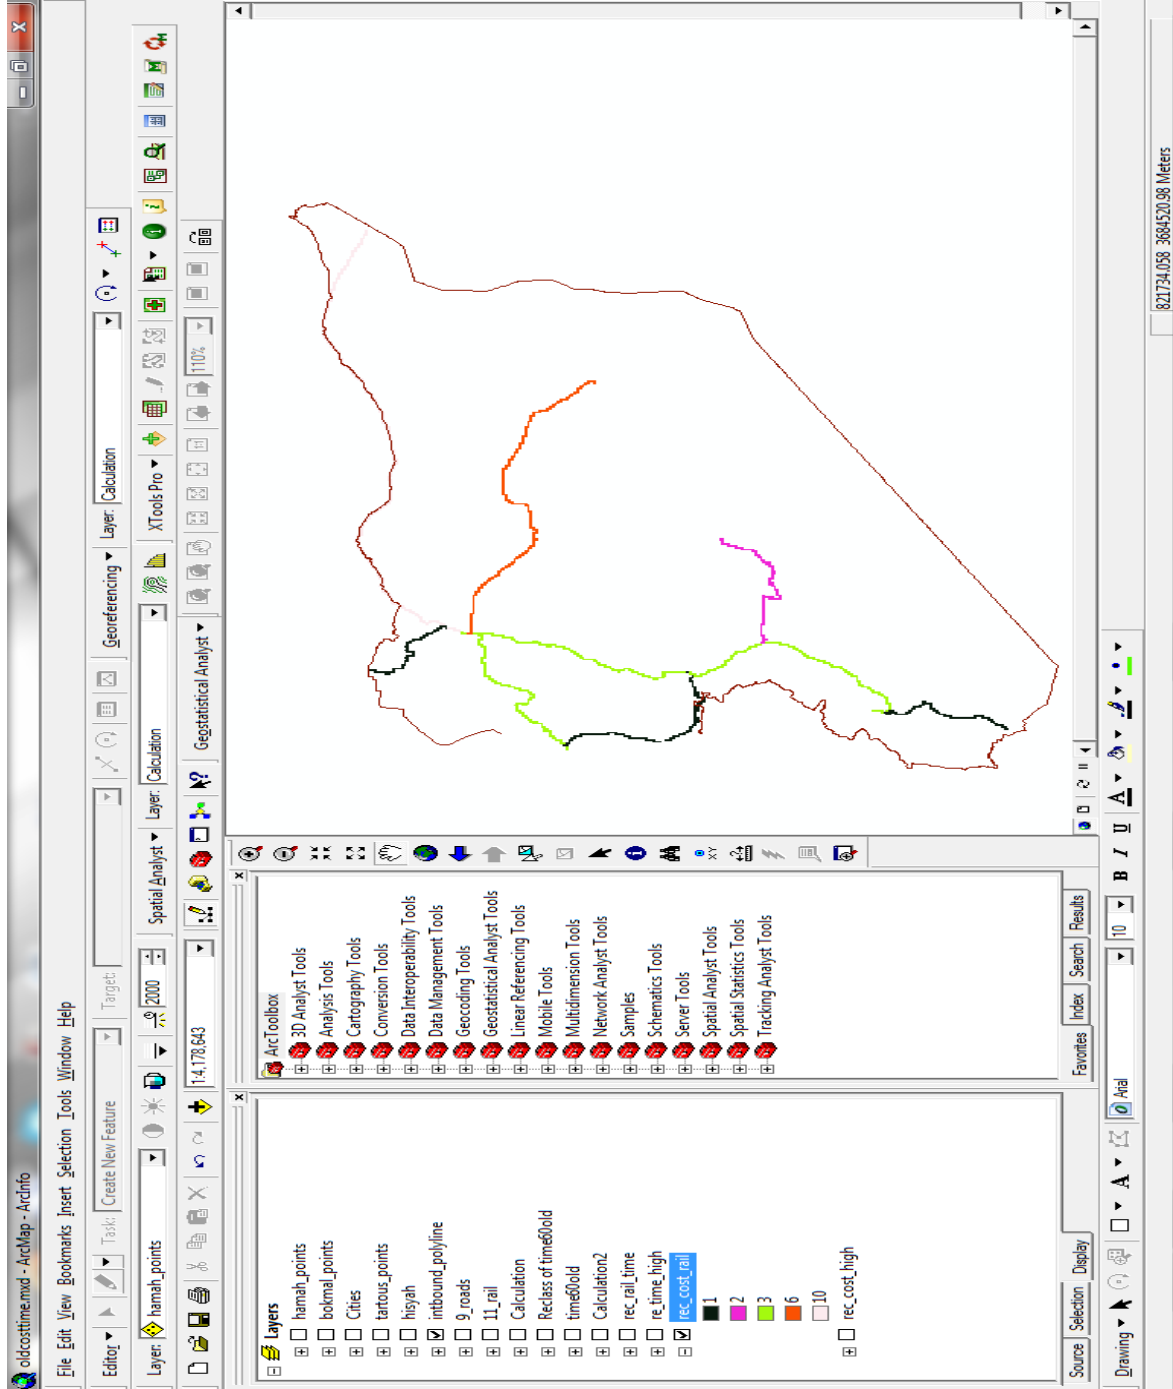 oldcosttime.mxd - ArcMap - ArcInfo
File Edit View Bookmarks Insert Selection Tools Window Help
Editor Task: Create New Feature Target: Georeferencing Layer: Calculation
Layer: hamah_points 2000 Spatial Analyst Layer: Calculation XTools Pro
1:4,178,643 Geostatistical Analyst 110%
Layers
hamah_points
bokmal_points
Cities
tartous_points
hisyah
intbound_polyline
9_roads
11_rail
Calculation
Reclass of time60old
time60old
Calculation2
rec_rail_time
re_time_high
rec_cost_rail
1
2
3
6
10
rec_cost_high
Source Selection Display
ArcToolbox
3D Analyst Tools
Analysis Tools
Cartography Tools
Conversion Tools
Data Interoperability Tools
Data Management Tools
Geocoding Tools
Geostatistical Analyst Tools
Linear Referencing Tools
Mobile Tools
Multidimension Tools
Network Analyst Tools
Samples
Schematics Tools
Server Tools
Spatial Analyst Tools
Spatial Statistics Tools
Tracking Analyst Tools
Favorites Index Search Results
Drawing A Arial 10 B I U A
821734.058 3684520.98 Meters